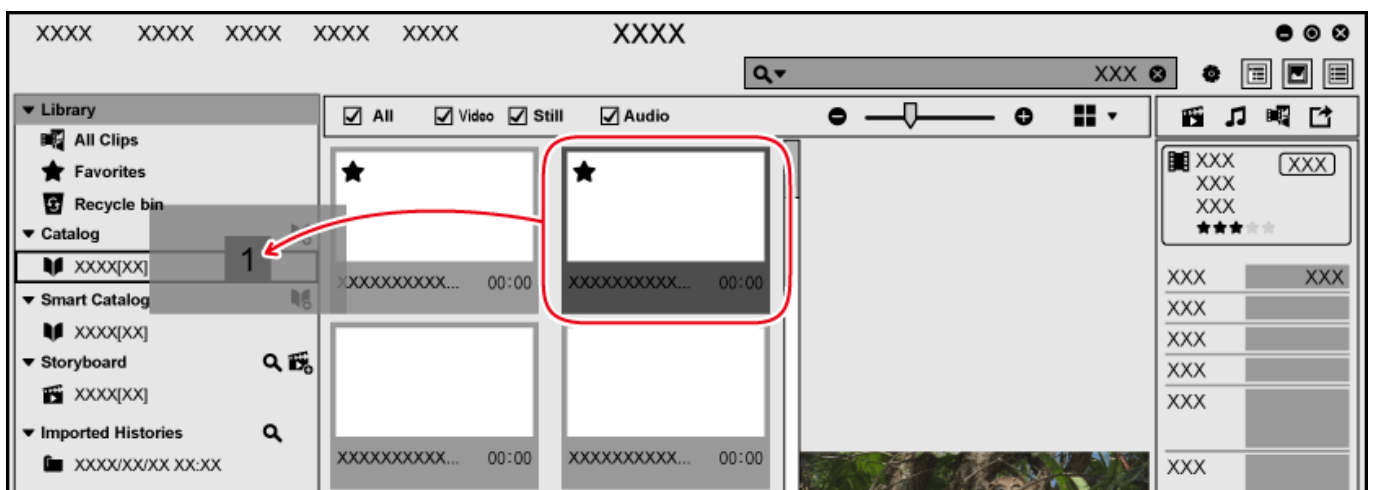 XXXX XXXX XXXX XXXX XXXX XXXX
XXX
Library
All Clips
Favorites
Recycle bin
Catalog
XXXX[XX]
1
Smart Catalog
XXXX[XX]
Storyboard
XXXX[XX]
Imported Histories
XXXX/XX/XX XX:XX
All Video Still Audio
XXXXXXXXXX... 00:00
XXXXXXXXXX... 00:00
XXXXXXXXXX... 00:00
XXXXXXXXXX... 00:00
XXX XXX
XXX
XXX
XXX XXX
XXX
XXX
XXX
XXX
XXX